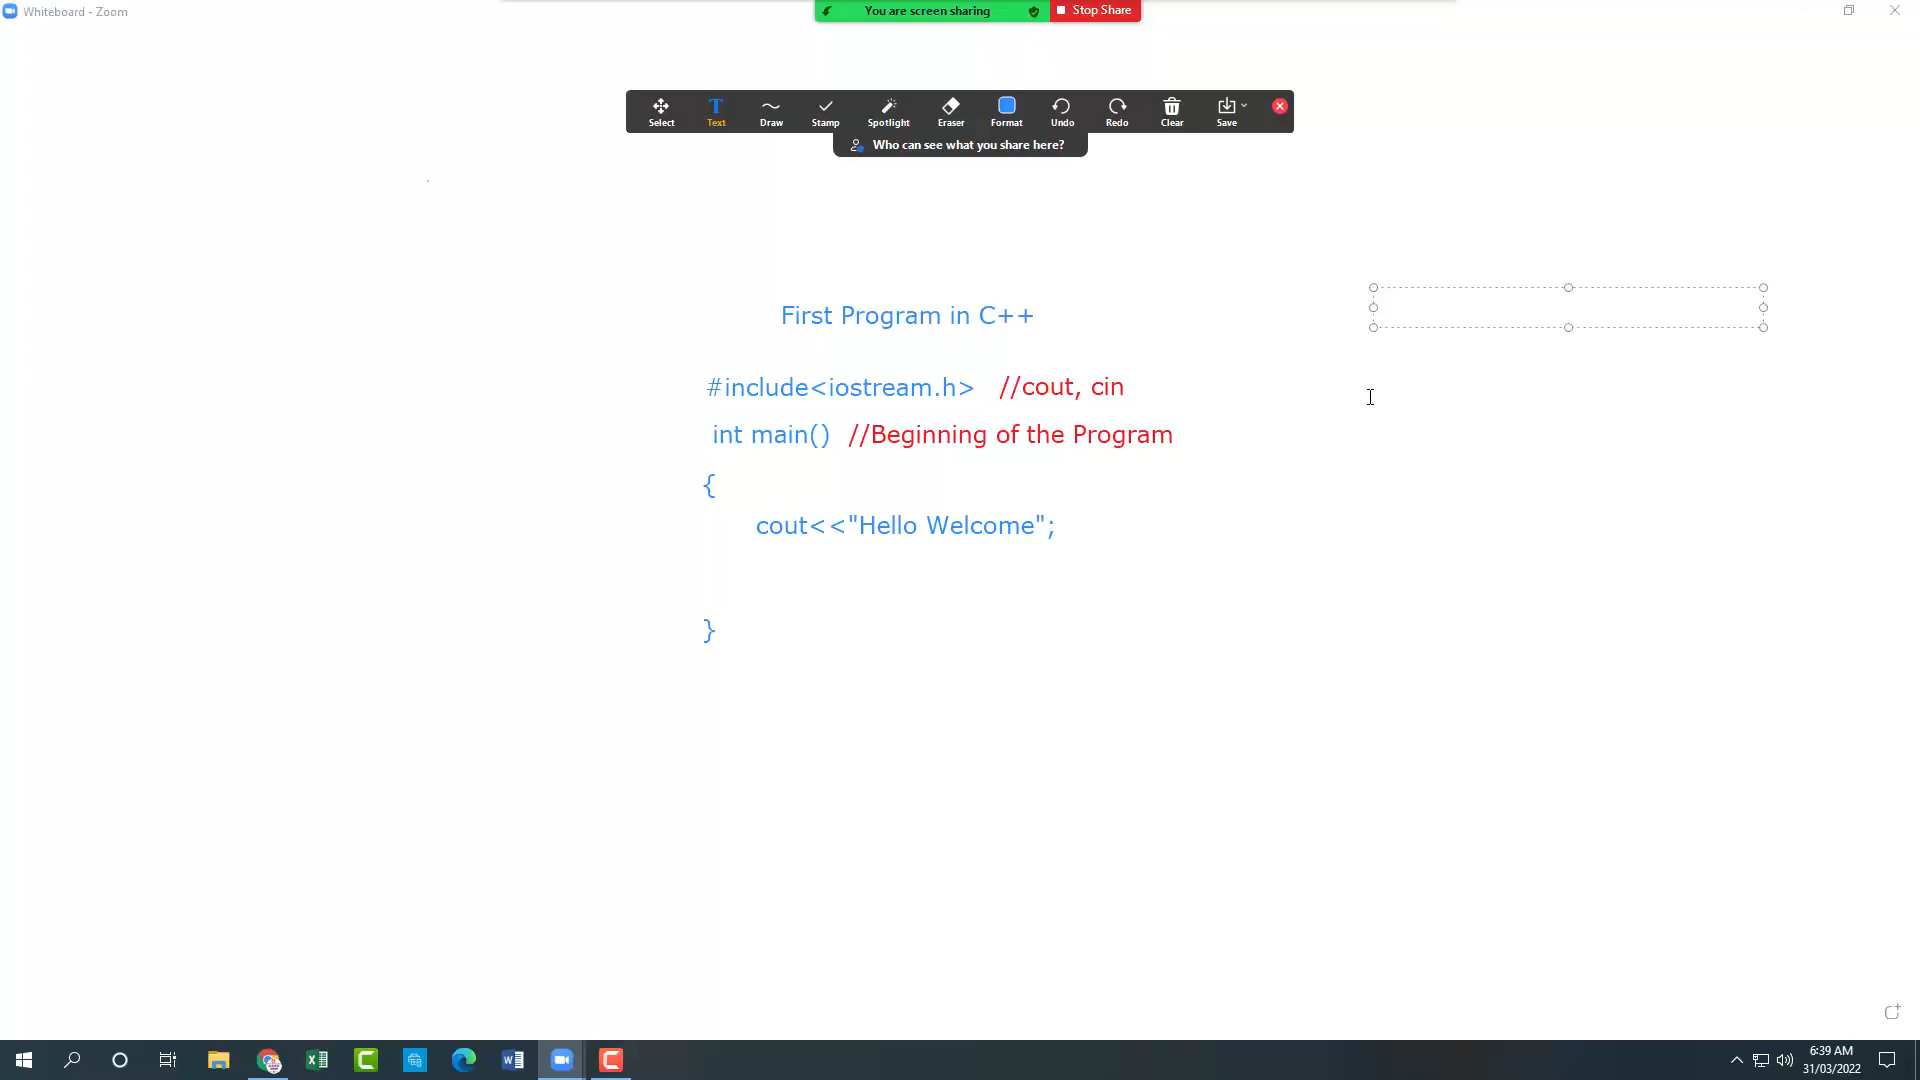 Whiteboard - Zoom
You are screen sharing
Stop Share
Select
Text
Draw
Stamp
Spotlight
Eraser
Format
Undo
Redo
Clear
Save
Who can see what you share here?
First Program in C++
#include<iostream.h> //cout, cin
int main() //Beginning of the Program
{
cout<<"Hello Welcome";
}
6:39 AM
31/03/2022